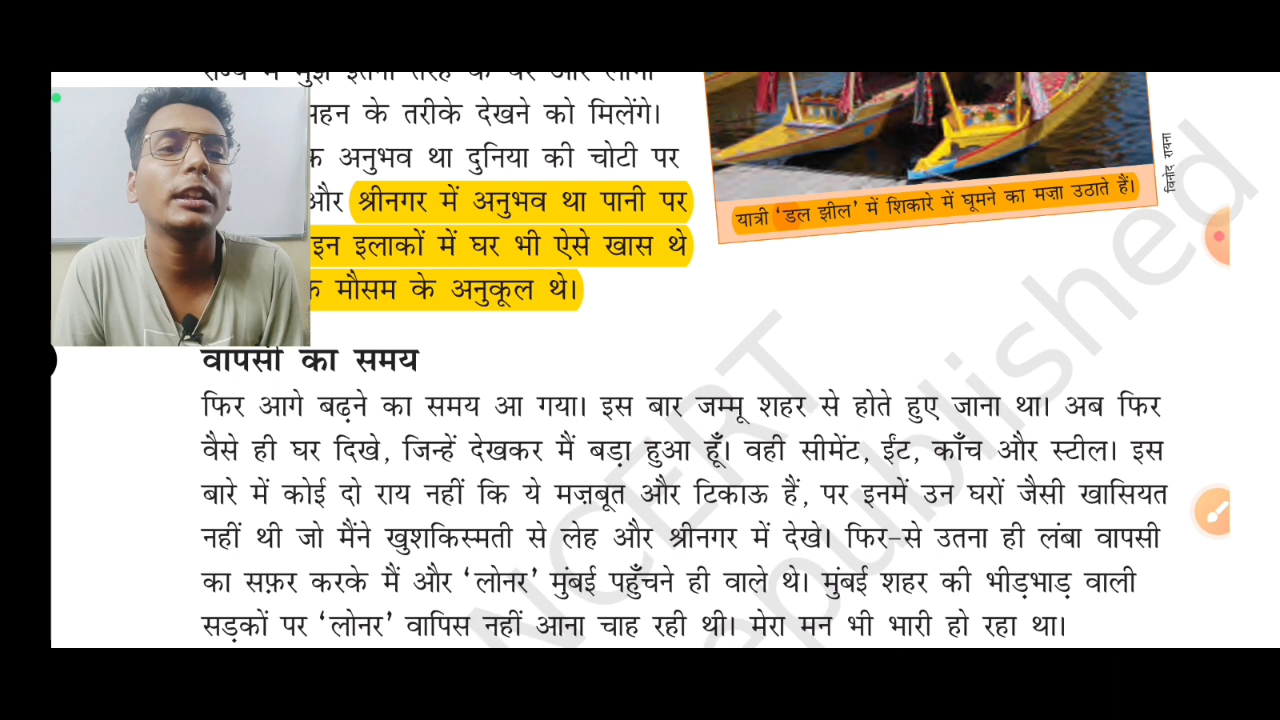 महन के तरीके देखने को मिलेंगे।
अनुभव था दुनिया की चोटी पर
और श्रीनगर में अनुभव था पानी पर
इन इलाकों में घर भी ऐसे खास थे
मौसम के अनुकूल थे।
यात्री ‘डल झील’ में शिकारे में घूमने का मज़ा उठाते हैं।
विनोद रायना
वापसी का समय
फिर आगे बढ़ने का समय आ गया। इस बार जम्मू शहर से होते हुए जाना था। अब फिर
वैसे ही घर दिखे, जिन्हें देखकर मैं बड़ा हुआ हूँ। वही सीमेंट, ईंट, काँच और स्टील। इस
बारे में कोई दो राय नहीं कि ये मज़बूत और टिकाऊ हैं, पर इनमें उन घरों जैसी खासियत
नहीं थी जो मैंने खुशकिस्मती से लेह और श्रीनगर में देखे। फिर-से उतना ही लंबा वापसी
का सफ़र करके मैं और ‘लोनर’ मुंबई पहुँचने ही वाले थे। मुंबई शहर की भीड़भाड़ वाली
सड़कों पर ‘लोनर’ वापिस नहीं आना चाह रही थी। मेरा मन भी भारी हो रहा था।
NCERT
republished